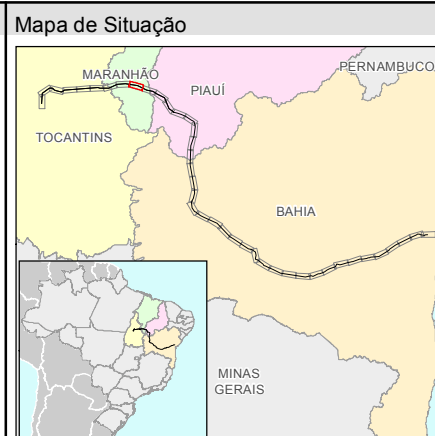 Mapa de Situação
PERNAMBUCO
MARANHÃO
PIAUÍ
TOCANTINS
BAHIA
MINAS
GERAIS